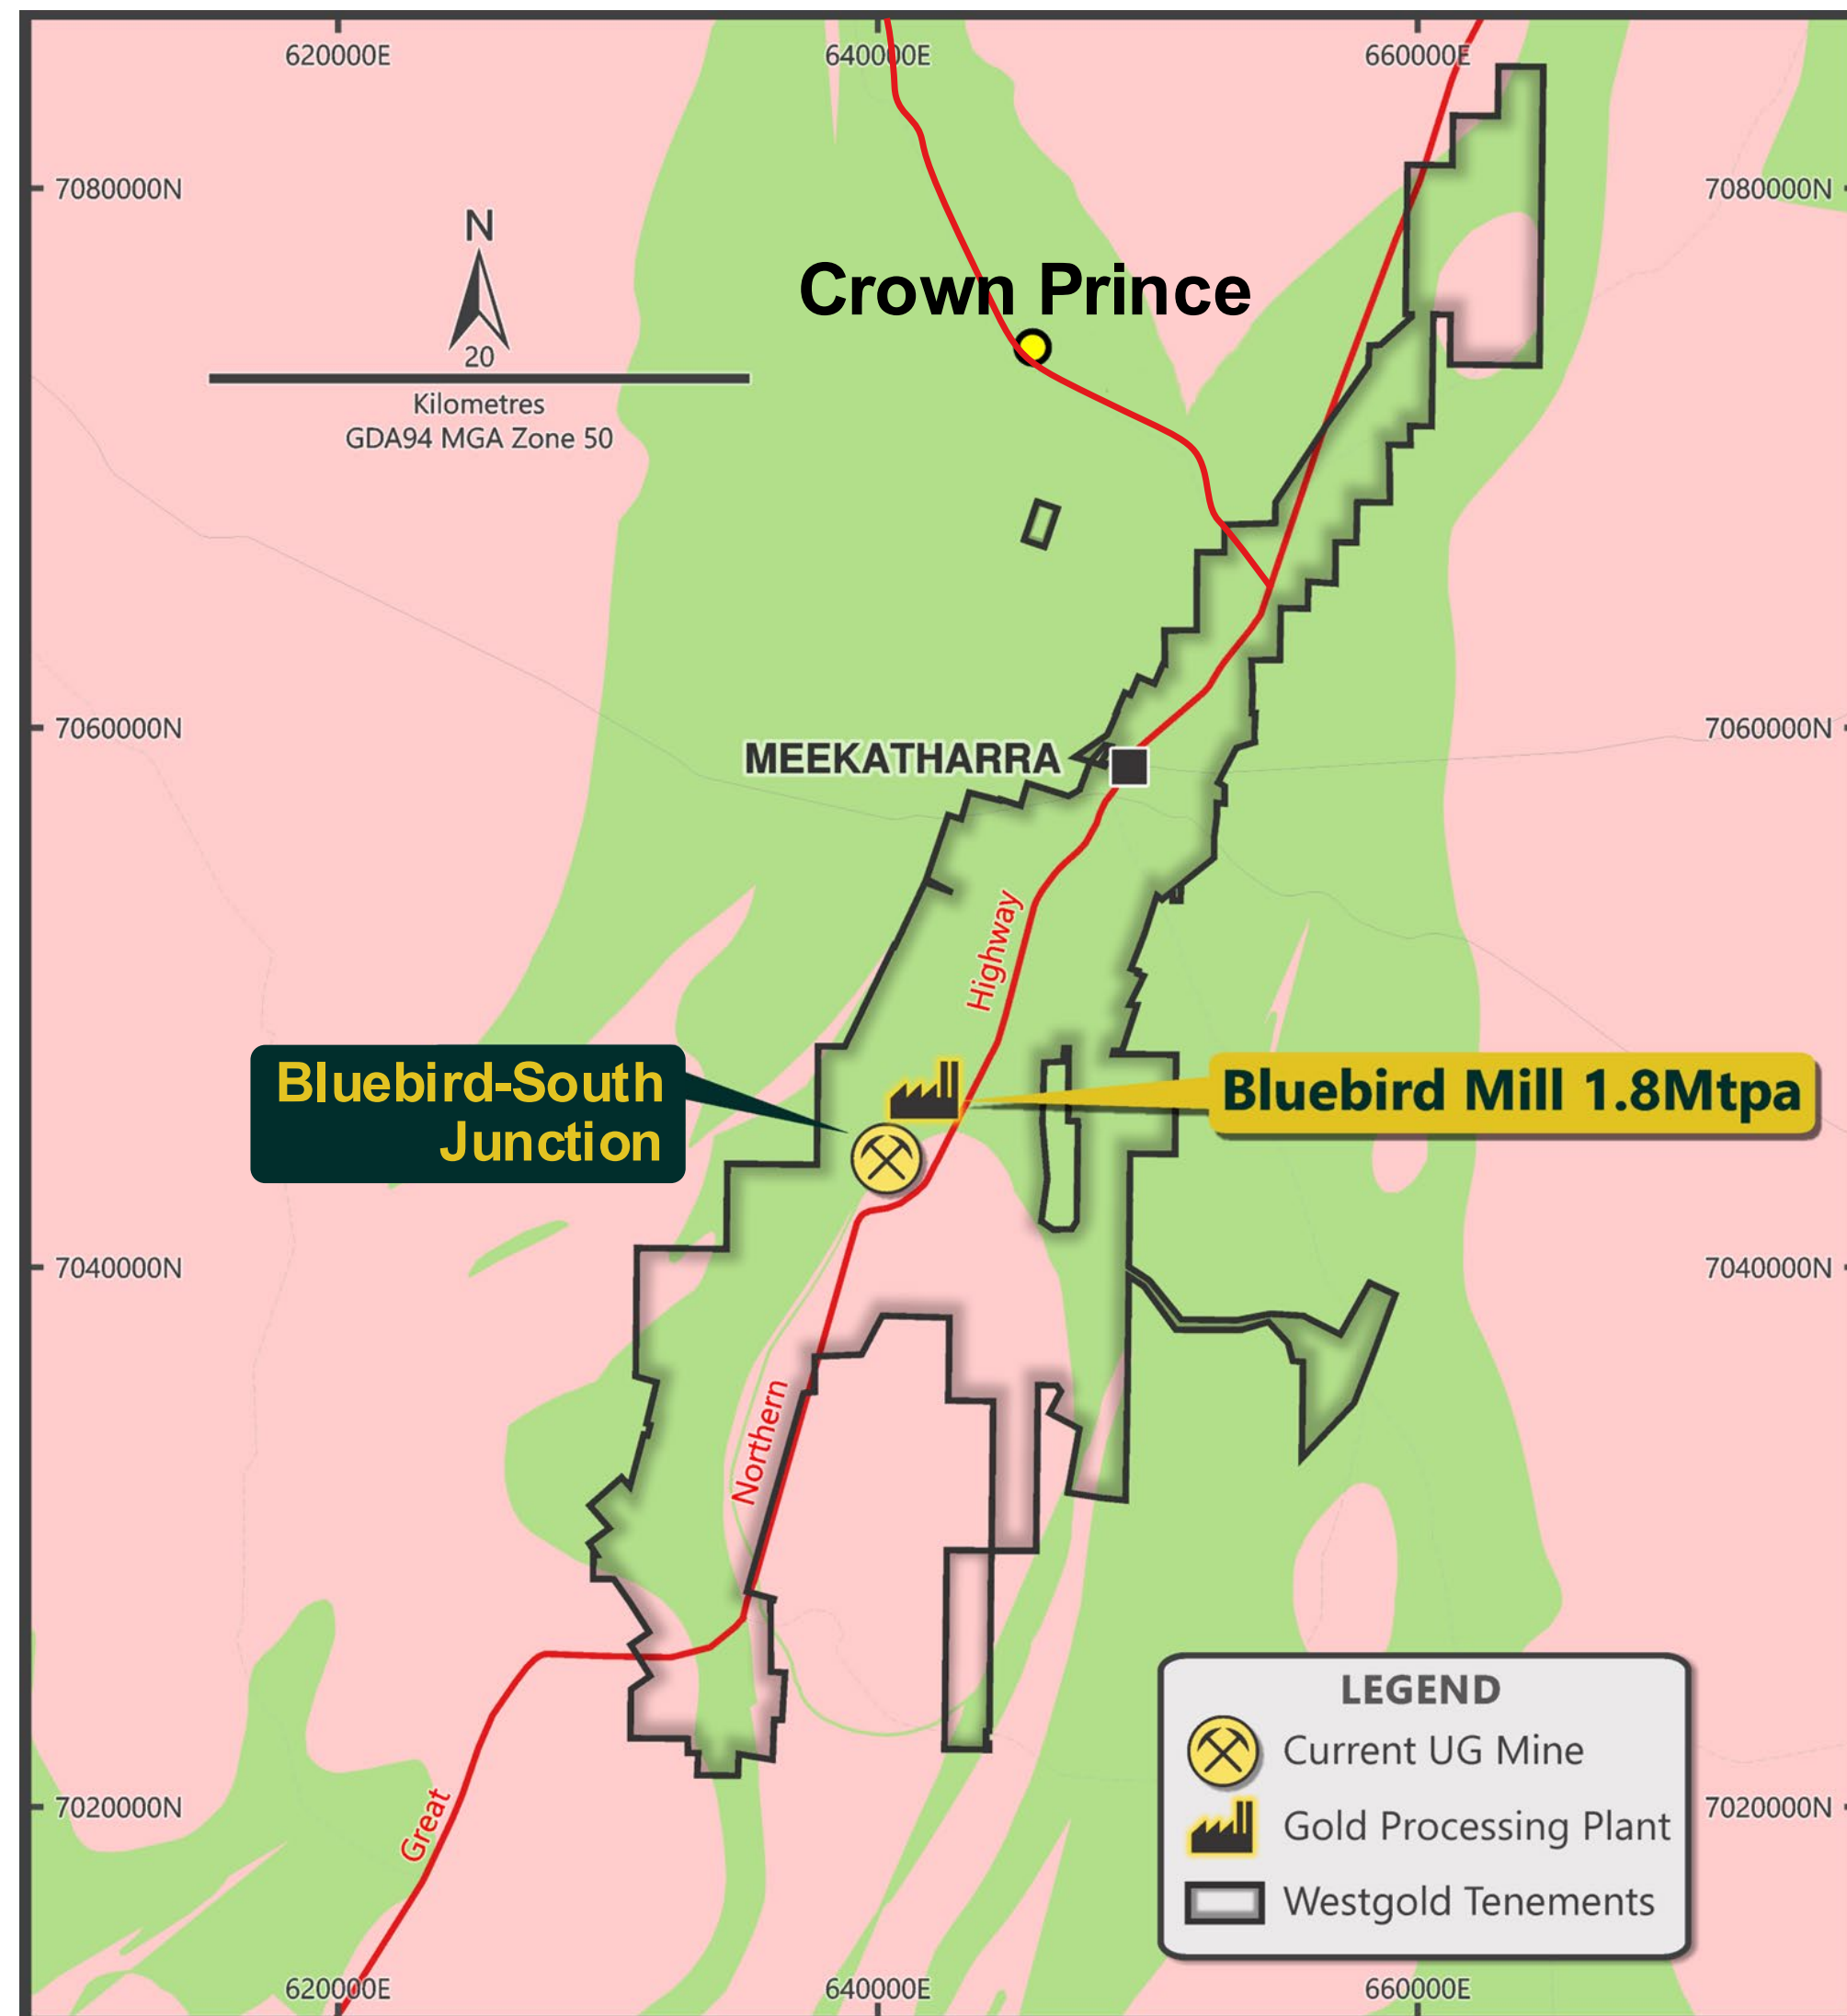 620000E
640000E
660000E
7080000N
7080000N
N
Crown Prince
20
Kilometres
GDA94 MGA Zone 50
7060000N
7060000N
MEEKATHARRA
Highway
Bluebird-South
Junction
Bluebird Mill 1.8Mtpa
7040000N
7040000N
Northern
LEGEND
Current UG Mine
Gold Processing Plant
Westgold Tenements
7020000N
7020000N
Great
620000E
640000E
660000E